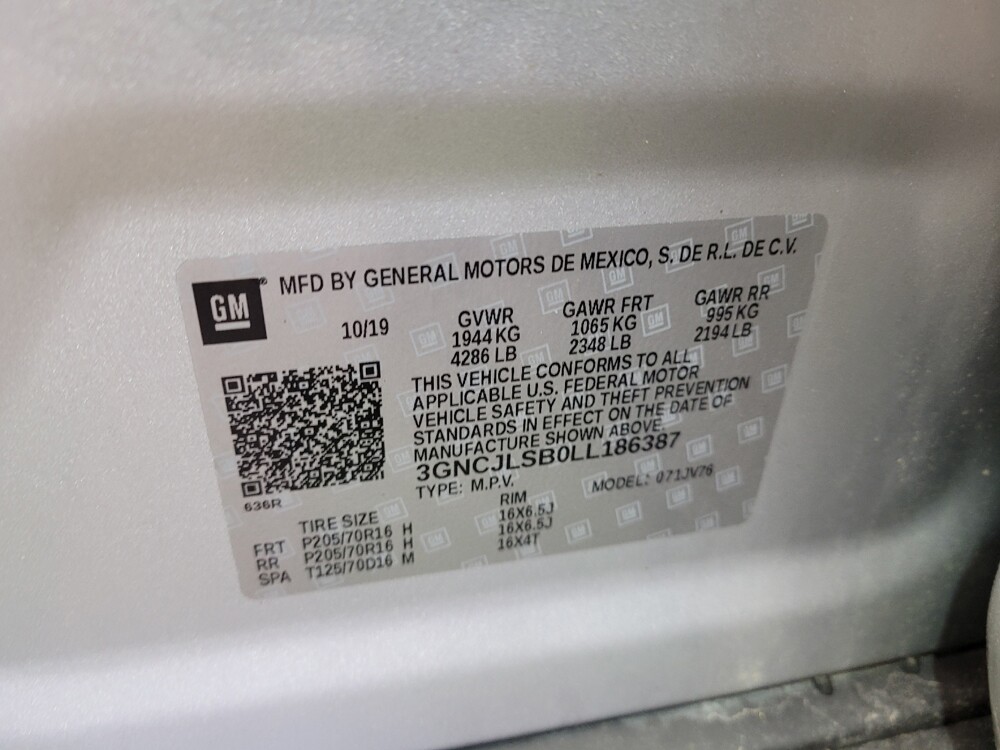 GM® MFD BY GENERAL MOTORS DE MEXICO, S. DE R.L. DE C.V.
10/19 GVWR GAWR FRT GAWR RR
1944 KG 1065 KG 995 KG
4286 LB 2348 LB 2194 LB
THIS VEHICLE CONFORMS TO ALL
APPLICABLE U.S. FEDERAL MOTOR
VEHICLE SAFETY AND THEFT PREVENTION
STANDARDS IN EFFECT ON THE DATE OF
MANUFACTURE SHOWN ABOVE.
3GNCJLSB0LL186387
TYPE: M.P.V. MODEL: 071JV76
636R
TIRE SIZE RIM
FRT P205/70R16 H 16X6.5J
RR P205/70R16 H 16X6.5J
SPA T125/70D16 M 16X4T